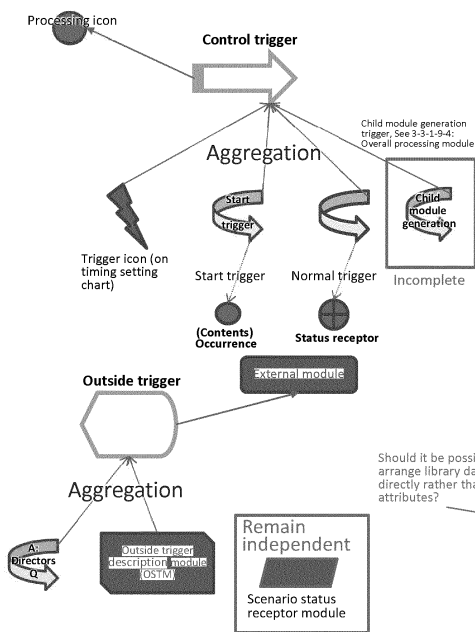 Processing icon
Control trigger
Child module generation
trigger, See 3-3-1-9-4:
Overall processing module
Aggregation
Start
trigger
Child
module
generation
Trigger icon (on
timing setting
chart)
Start trigger
Normal trigger
Incomplete
(Contents)
Occurrence
Status receptor
External module
Outside trigger
Should it be possi
arrange library da
directly rather tha
attributes?
Aggregation
A:
Directors
Q
Outside trigger
description module
(OSTM)
Remain
independent
Scenario status
receptor module